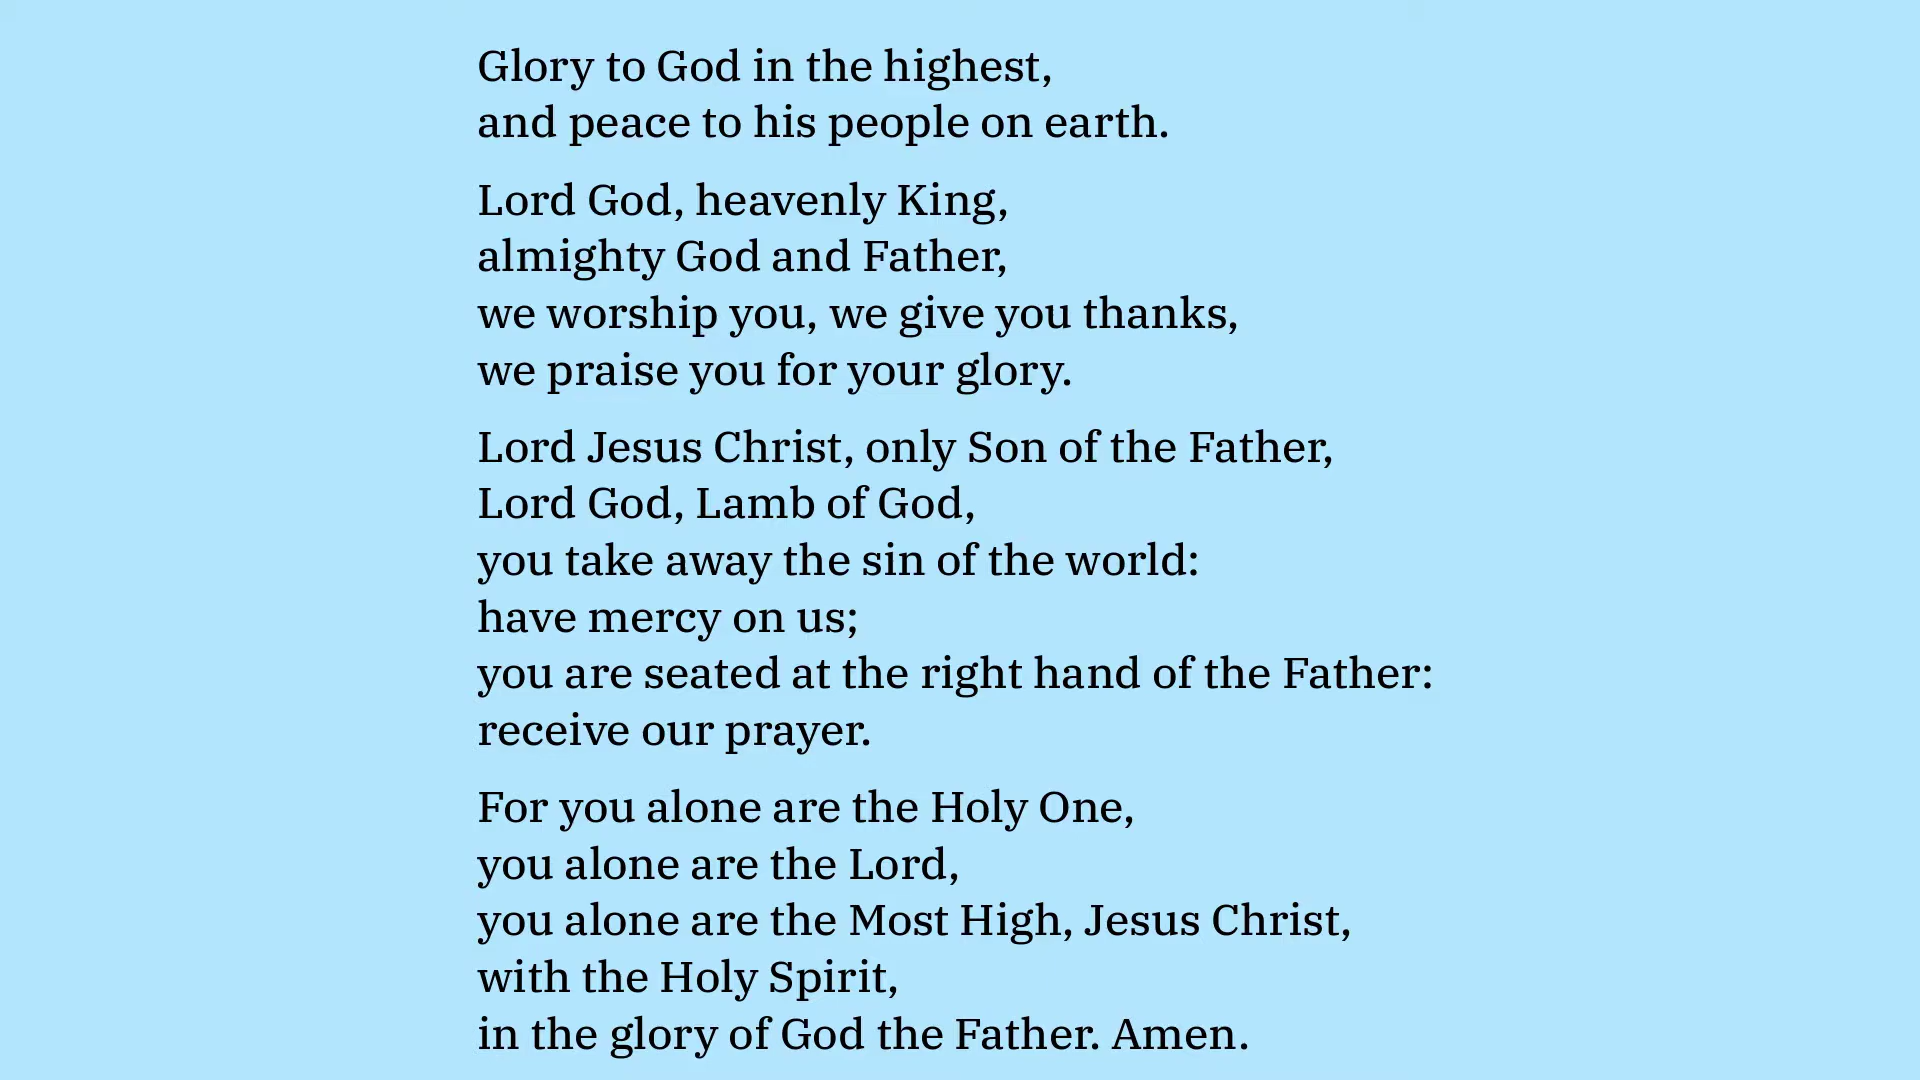 Glory to God in the highest,
and peace to his people on earth.
Lord God, heavenly King,
almighty God and Father,
we worship you, we give you thanks,
we praise you for your glory.
Lord Jesus Christ, only Son of the Father,
Lord God, Lamb of God,
you take away the sin of the world:
have mercy on us;
you are seated at the right hand of the Father:
receive our prayer.
For you alone are the Holy One,
you alone are the Lord,
you alone are the Most High, Jesus Christ,
with the Holy Spirit,
in the glory of God the Father. Amen.